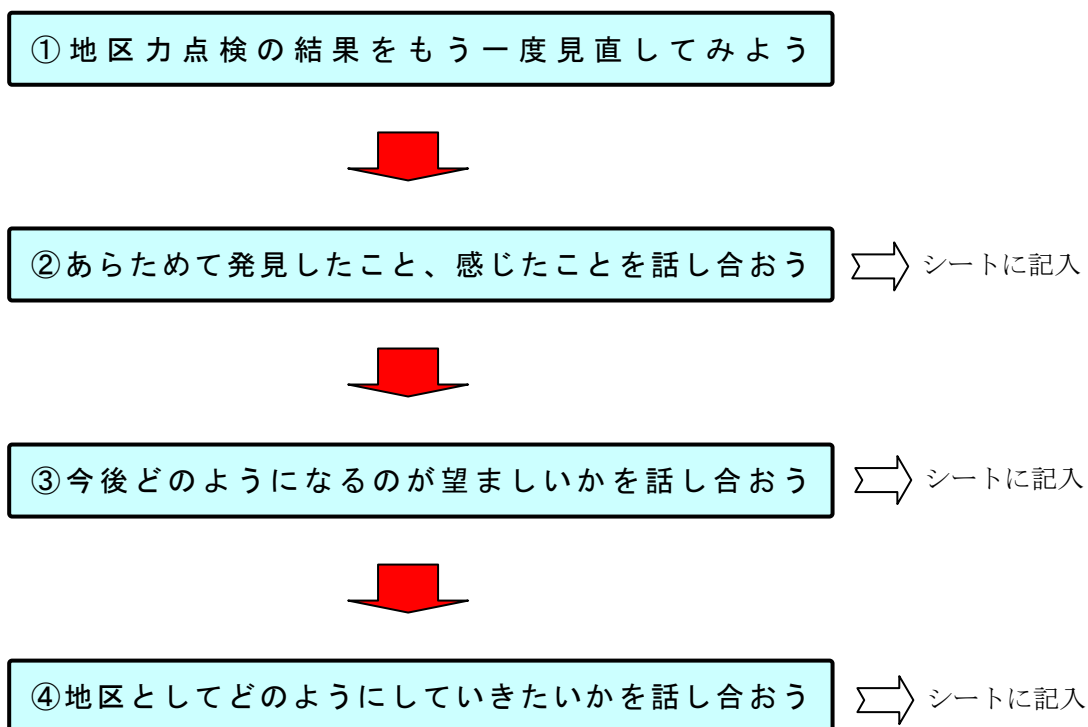 ①地区力点検の結果をもう一度見直してみよう
②あらためて発見したこと、感じたことを話し合おう
シートに記入
③今後どのようになるのが望ましいかを話し合おう
シートに記入
④地区としてどのようにしていきたいかを話し合おう
シートに記入